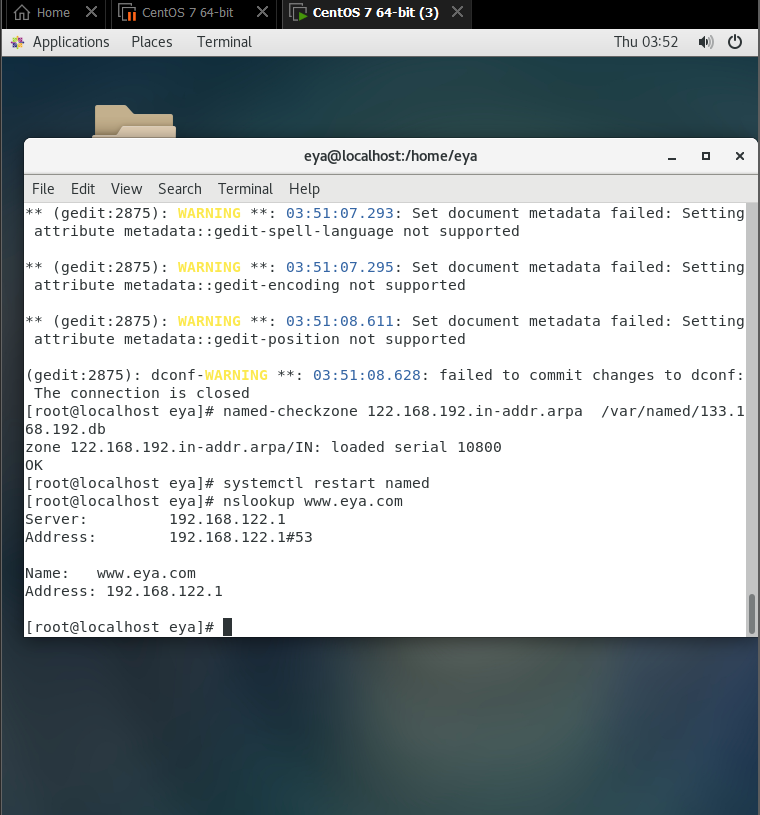 Home
CentOS 7 64-bit
CentOS 7 64-bit (3)
Applications Places Terminal Thu 03:52
eya@localhost:/home/eya
File Edit View Search Terminal Help
** (gedit:2875): WARNING **: 03:51:07.293: Set document metadata failed: Setting
 attribute metadata::gedit-spell-language not supported
** (gedit:2875): WARNING **: 03:51:07.295: Set document metadata failed: Setting
 attribute metadata::gedit-encoding not supported
** (gedit:2875): WARNING **: 03:51:08.611: Set document metadata failed: Setting
 attribute metadata::gedit-position not supported
(gedit:2875): dconf-WARNING **: 03:51:08.628: failed to commit changes to dconf:
 The connection is closed
[root@localhost eya]# named-checkzone 122.168.192.in-addr.arpa  /var/named/133.1
68.192.db
zone 122.168.192.in-addr.arpa/IN: loaded serial 10800
OK
[root@localhost eya]# systemctl restart named
[root@localhost eya]# nslookup www.eya.com
Server:         192.168.122.1
Address:        192.168.122.1#53
Name:   www.eya.com
Address: 192.168.122.1
[root@localhost eya]#